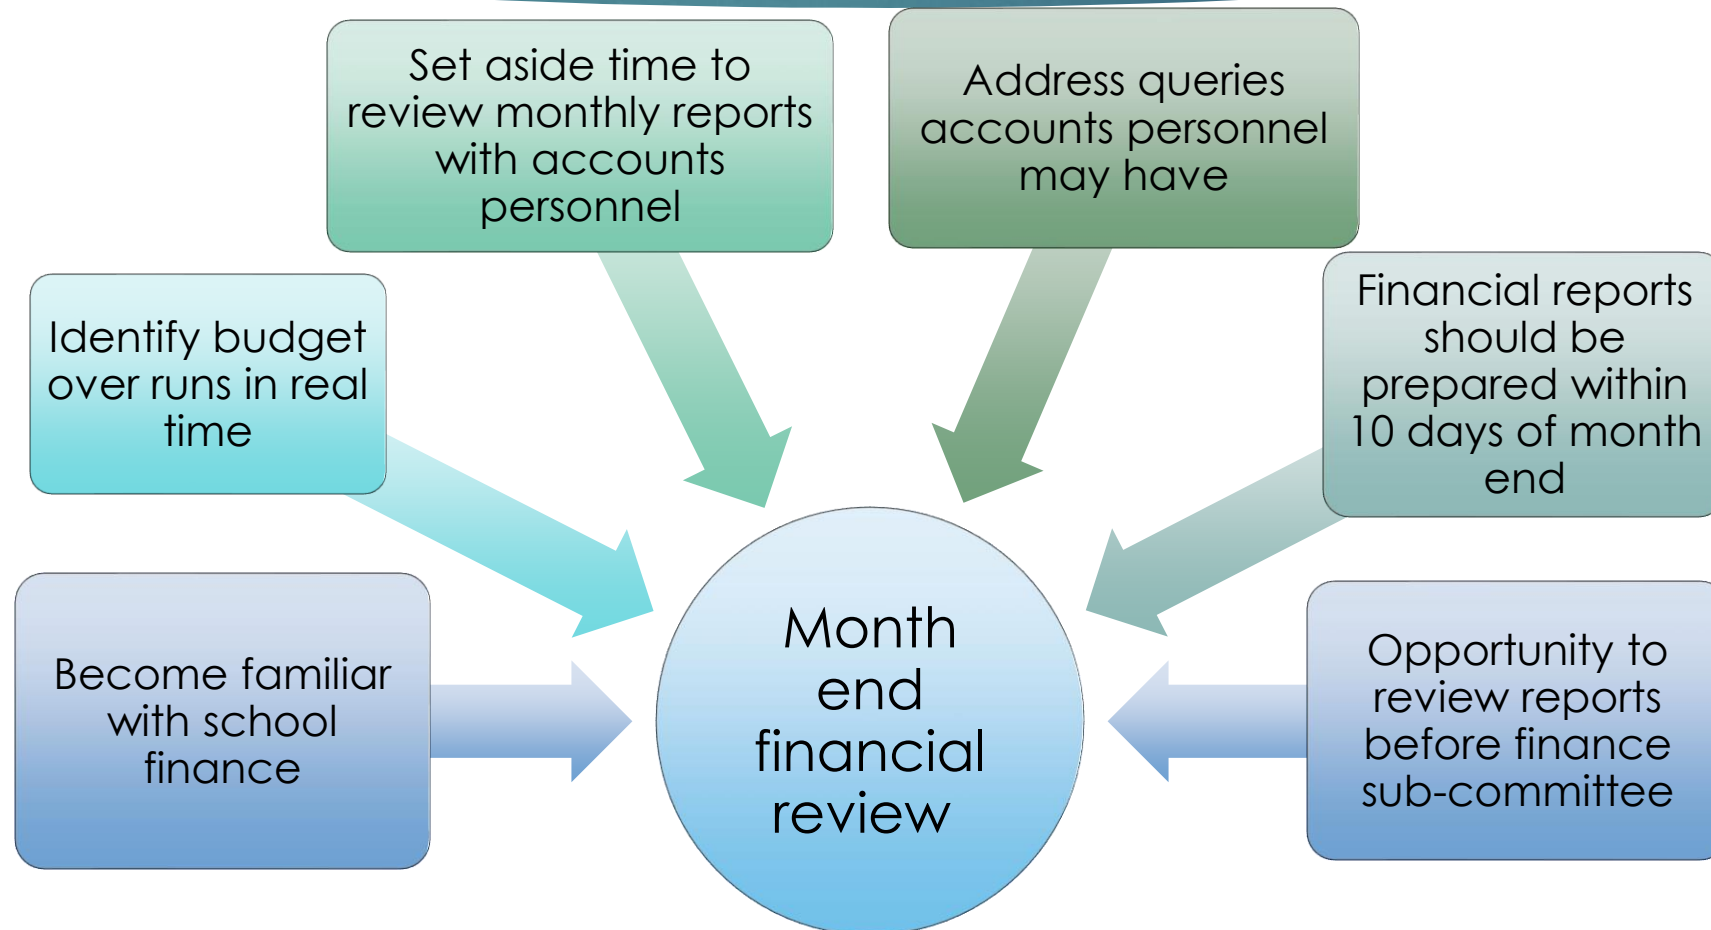 Set aside time to
review monthly reports
with accounts
personnel
Address queries
accounts personnel
may have
Identify budget
over runs in real
time
Financial reports
should be
prepared within
10 days of month
end
Become familiar
with school
finance
Month
end
financial
review
Opportunity to
review reports
before finance
sub-committee